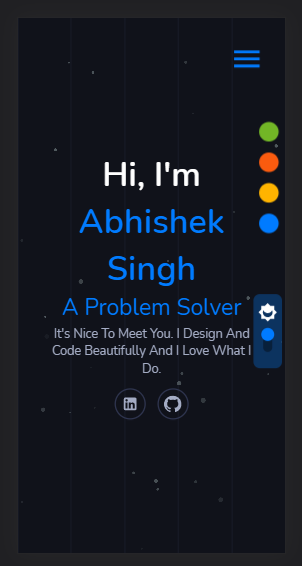 Hi, I'm
Abhishek
Singh
A Problem Solver
It's Nice To Meet You. I Design And
Code Beautifully And I Love What I
Do.